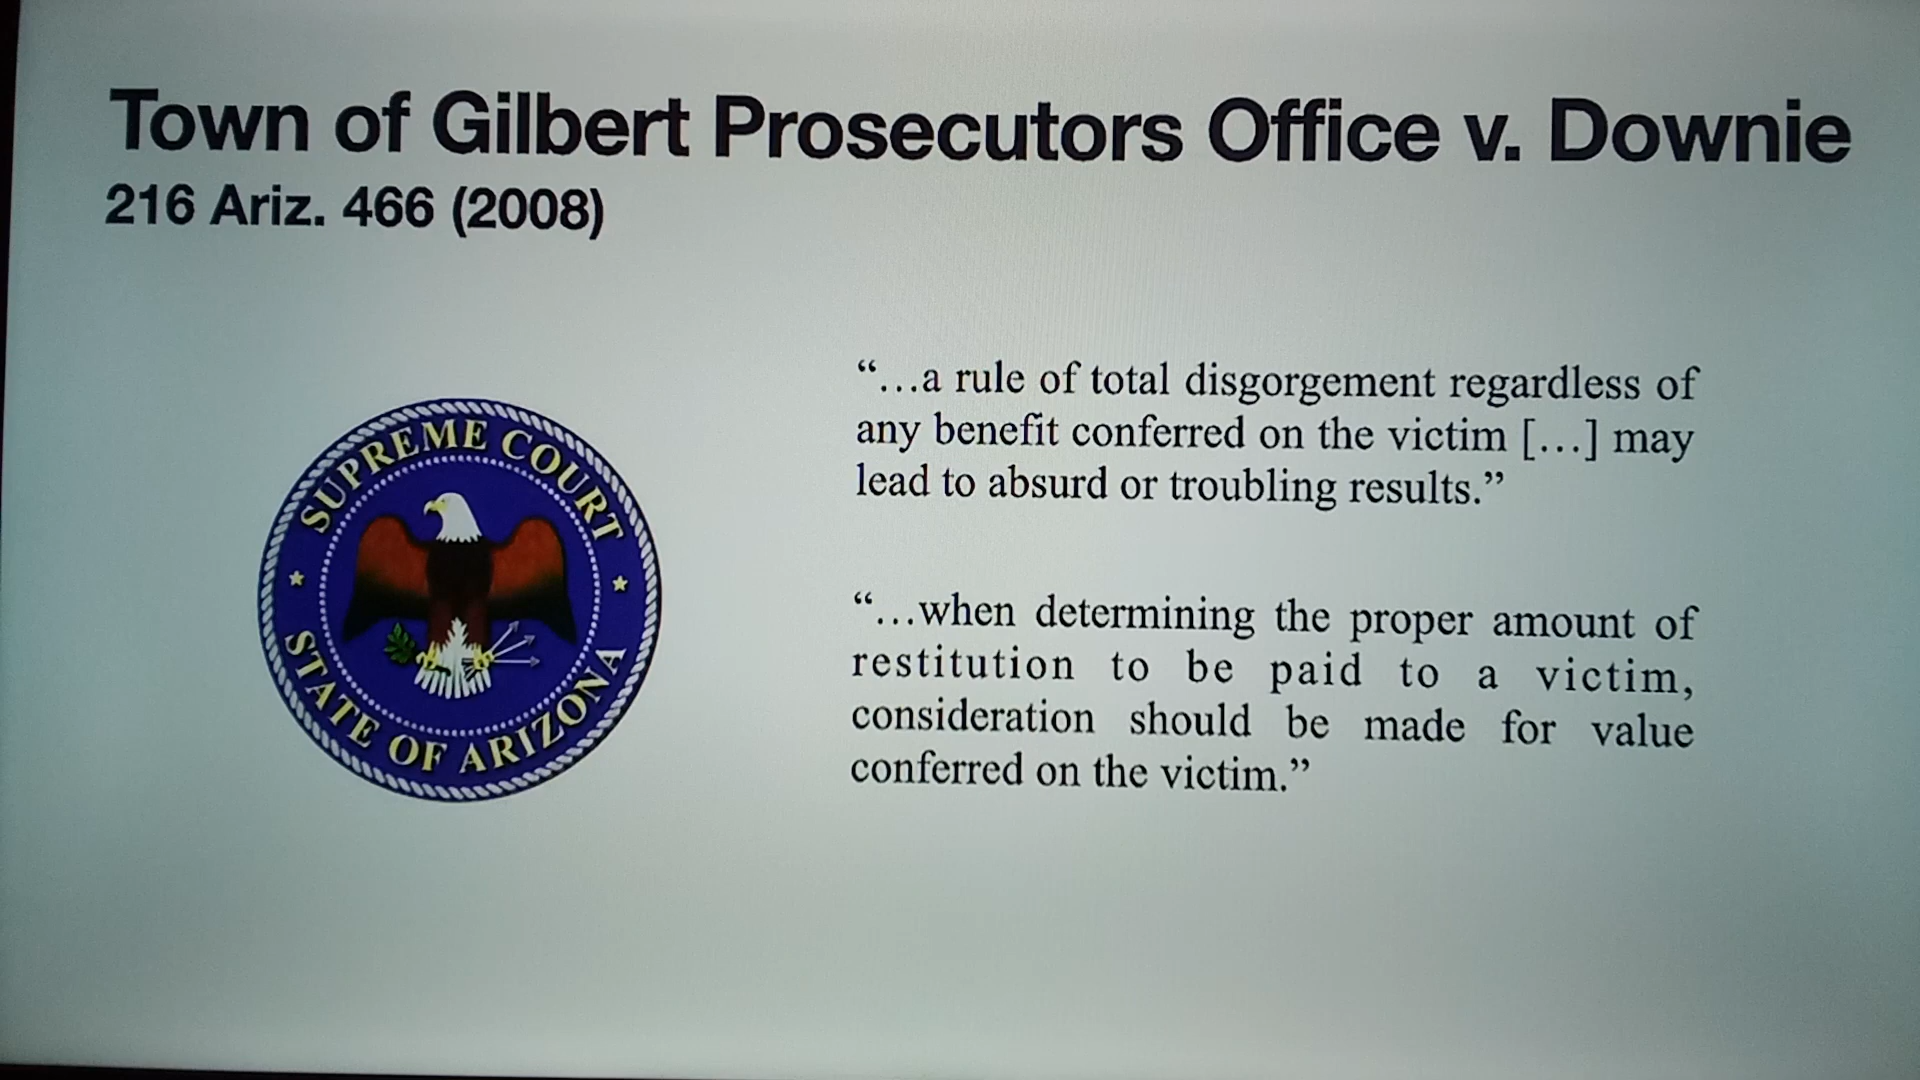 Town of Gilbert Prosecutors Office v. Downie
216 Ariz. 466 (2008)
SUPREME COURT
STATE OF ARIZONA
“…a rule of total disgorgement regardless of
any benefit conferred on the victim […] may
lead to absurd or troubling results.”
“…when determining the proper amount of
restitution to be paid to a victim,
consideration should be made for value
conferred on the victim.”